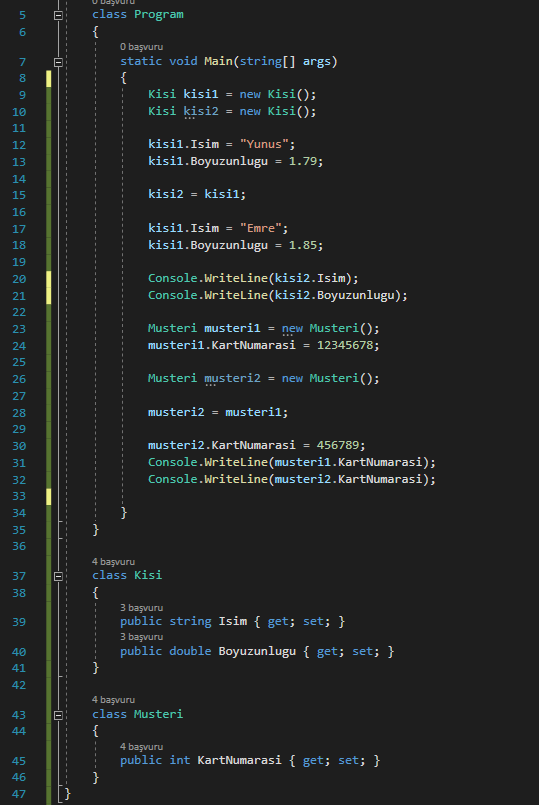 0 başvuru
5 class Program
6 {
0 başvuru
7 static void Main(string[] args)
8 {
9 Kisi kisi1 = new Kisi();
10 Kisi kisi2 = new Kisi();
11
12 kisi1.Isim = "Yunus";
13 kisi1.Boyuzunlugu = 1.79;
14
15 kisi2 = kisi1;
16
17 kisi1.Isim = "Emre";
18 kisi1.Boyuzunlugu = 1.85;
19
20 Console.WriteLine(kisi2.Isim);
21 Console.WriteLine(kisi2.Boyuzunlugu);
22
23 Musteri musteri1 = new Musteri();
24 musteri1.KartNumarasi = 12345678;
25
26 Musteri musteri2 = new Musteri();
27
28 musteri2 = musteri1;
29
30 musteri2.KartNumarasi = 456789;
31 Console.WriteLine(musteri1.KartNumarasi);
32 Console.WriteLine(musteri2.KartNumarasi);
33
34 }
35 }
36
4 başvuru
37 class Kisi
38 {
3 başvuru
39 public string Isim { get; set; }
3 başvuru
40 public double Boyuzunlugu { get; set; }
41 }
42
4 başvuru
43 class Musteri
44 {
4 başvuru
45 public int KartNumarasi { get; set; }
46 }
47 }